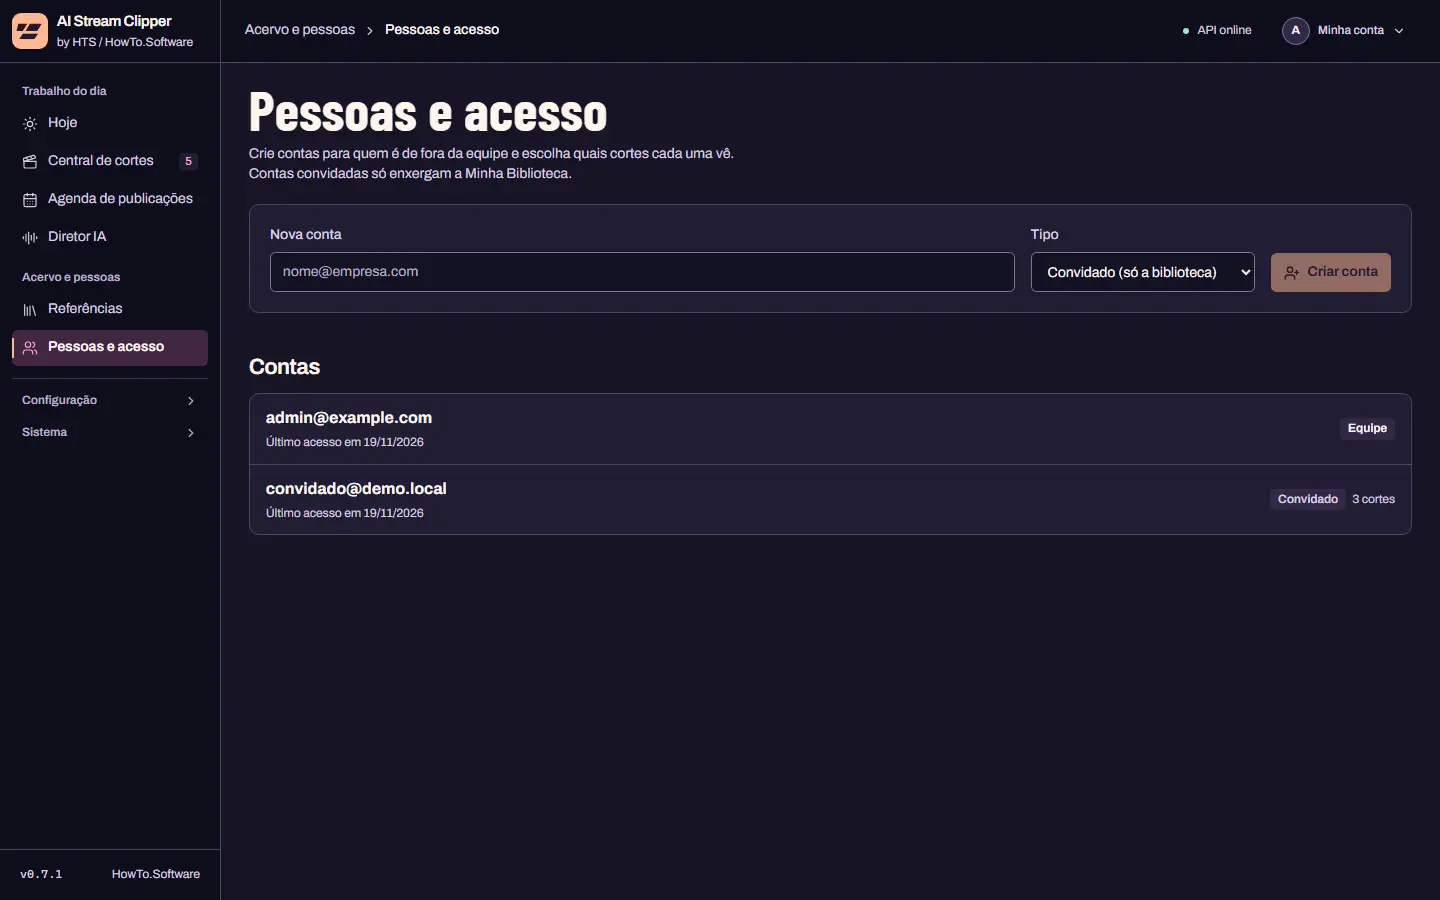 AI Stream Clipper
by HTS / HowTo.Software
Acervo e pessoas
Pessoas e acesso
API online
A
Minha conta
Trabalho do dia
Hoje
Central de cortes
5
Agenda de publicações
Diretor IA
Acervo e pessoas
Referências
Pessoas e acesso
Configuração
Sistema
v0.7.1
HowTo.Software
Pessoas e acesso
Crie contas para quem é de fora da equipe e escolha quais cortes cada uma vê.
Contas convidadas só enxergam a Minha Biblioteca.
Nova conta
nome@empresa.com
Tipo
Convidado (só a biblioteca)
Criar conta
Contas
admin@example.com
Último acesso em 19/11/2026
Equipe
convidado@demo.local
Último acesso em 19/11/2026
Convidado
3 cortes